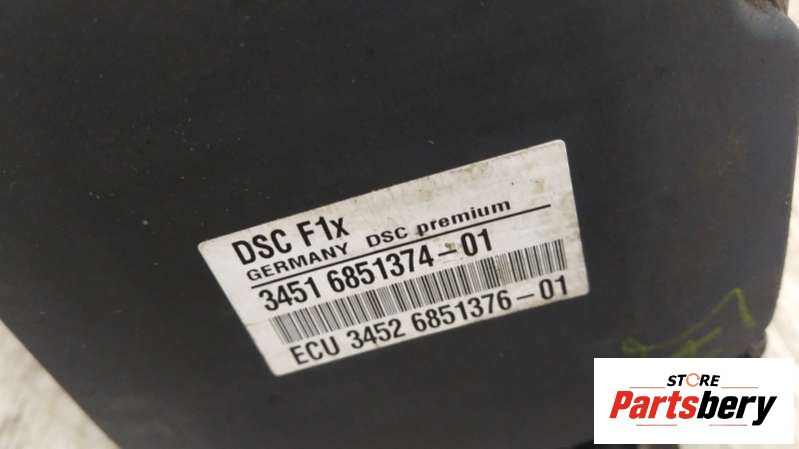 DSC F1x
GERMANY DSC premium
3451 6851374-01
ECU 3452 6851376-01
STORE
Partsbery